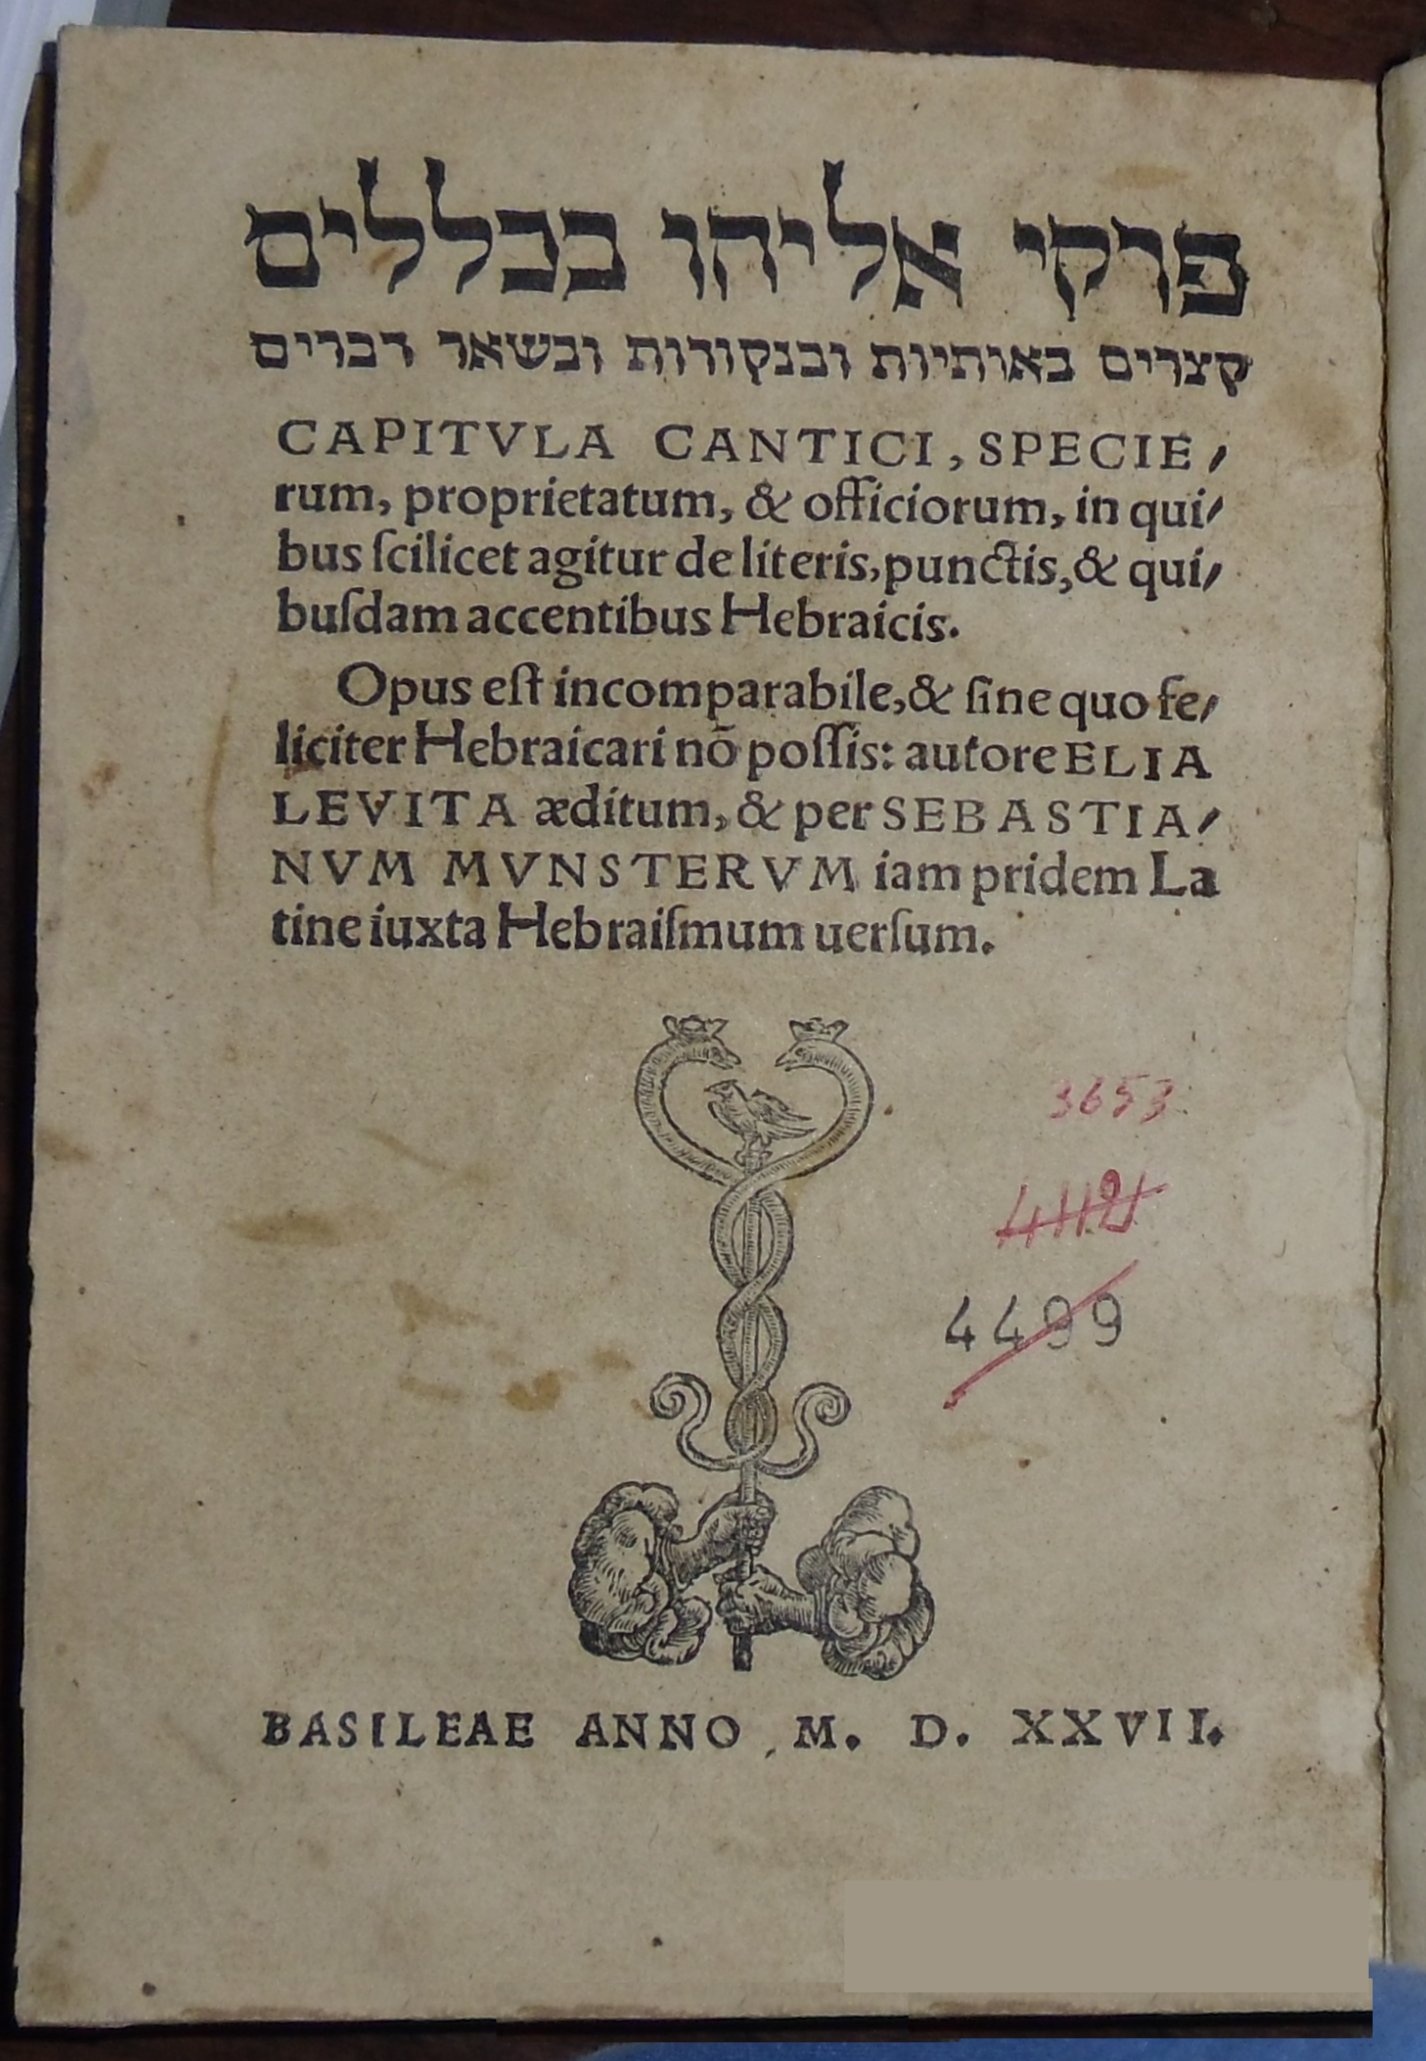 פרקי אליהו בכללים
קצרים באותיות ובנקודות ובשאר דברים
CAPITVLA CANTICI, SPECIE,
rum, proprietatum, & officiorum, in qui,
bus ſcilicet agitur de literis, punctis, & qui,
buſdam accentibus Hebraicis.
Opus eſt incomparabile, & ſine quo fe,
liciter Hebraicari nō poſſis: autore ELIA
LEVITA æditum, & per SEBASTIA,
NVM MVNSTERVM iam pridem La
tine iuxta Hebraiſmum uerſum.
3653
4112
4499
BASILEAE ANNO M. D. XXVII.